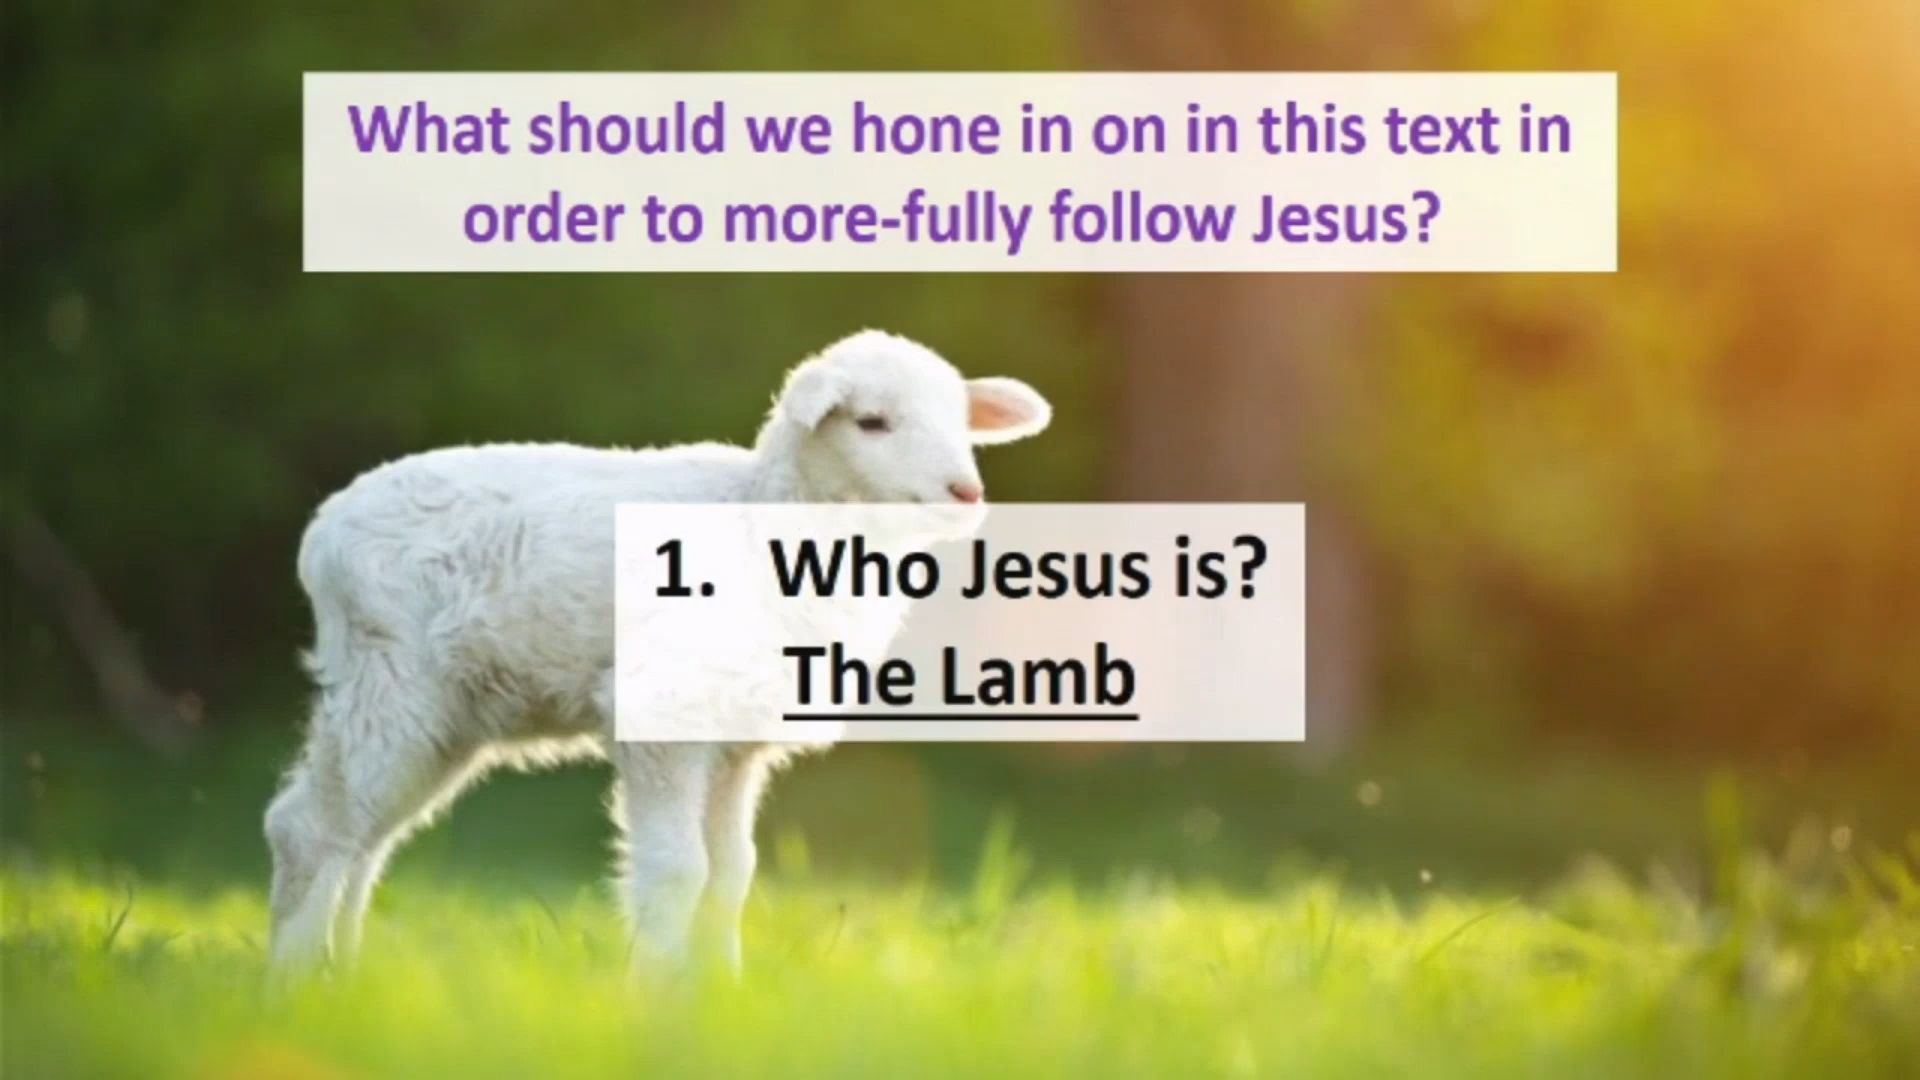 What should we hone in on in this text in
order to more-fully follow Jesus?
1. Who Jesus is?
The Lamb